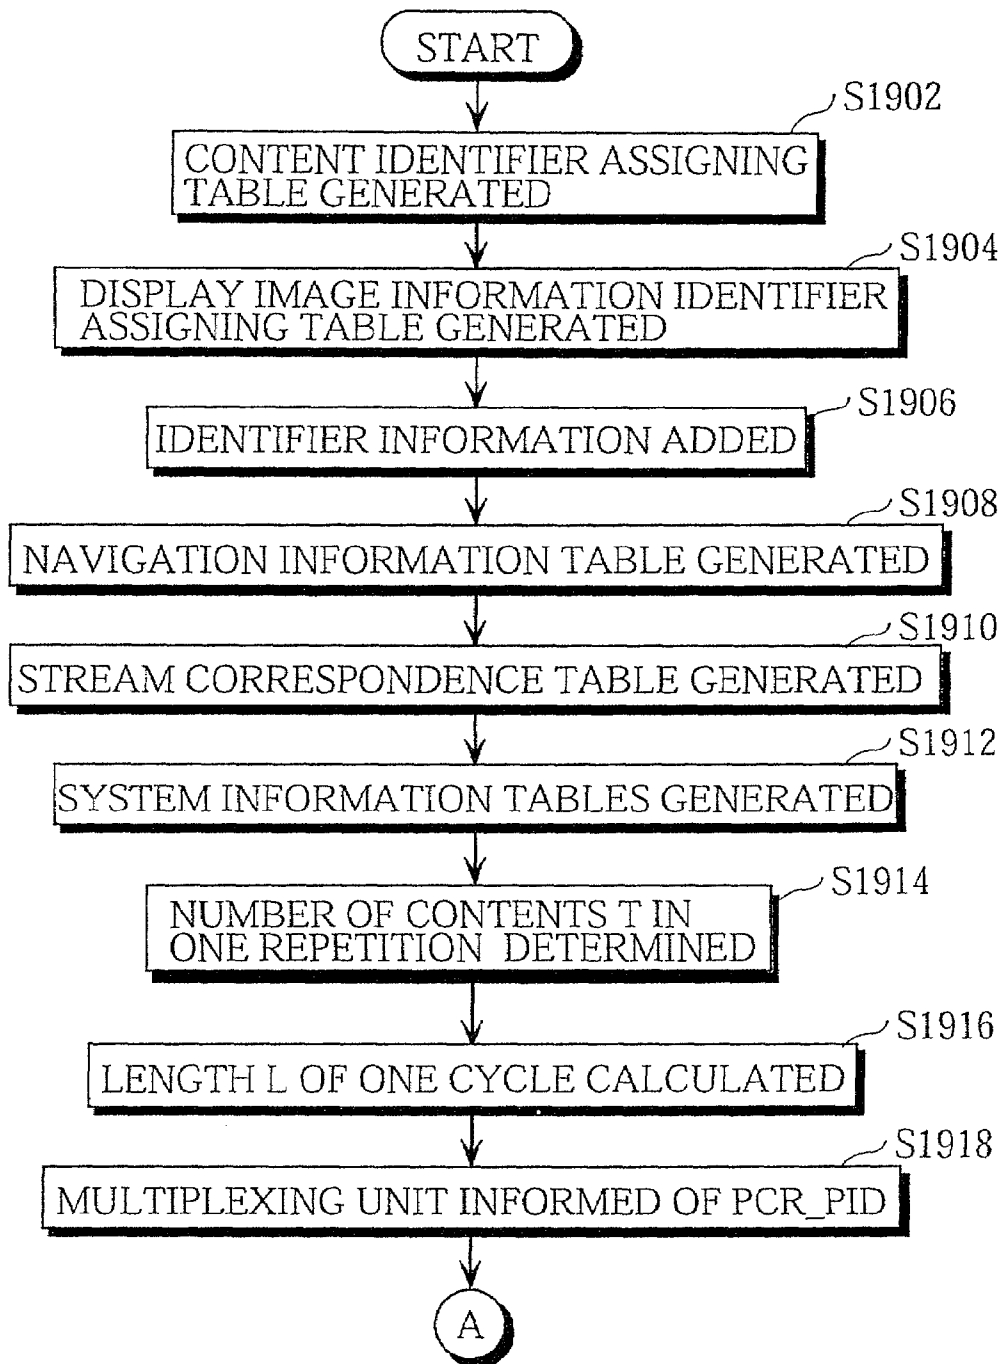 START
S1902
CONTENT IDENTIFIER ASSIGNING
TABLE GENERATED
S1904
DISPLAY IMAGE INFORMATION IDENTIFIER
ASSIGNING TABLE GENERATED
S1906
IDENTIFIER INFORMATION ADDED
S1908
NAVIGATION INFORMATION TABLE GENERATED
S1910
STREAM CORRESPONDENCE TABLE GENERATED
S1912
SYSTEM INFORMATION TABLES GENERATED
S1914
NUMBER OF CONTENTS T IN
ONE REPETITION DETERMINED
S1916
LENGTH L OF ONE CYCLE CALCULATED
S1918
MULTIPLEXING UNIT INFORMED OF PCR_PID
A